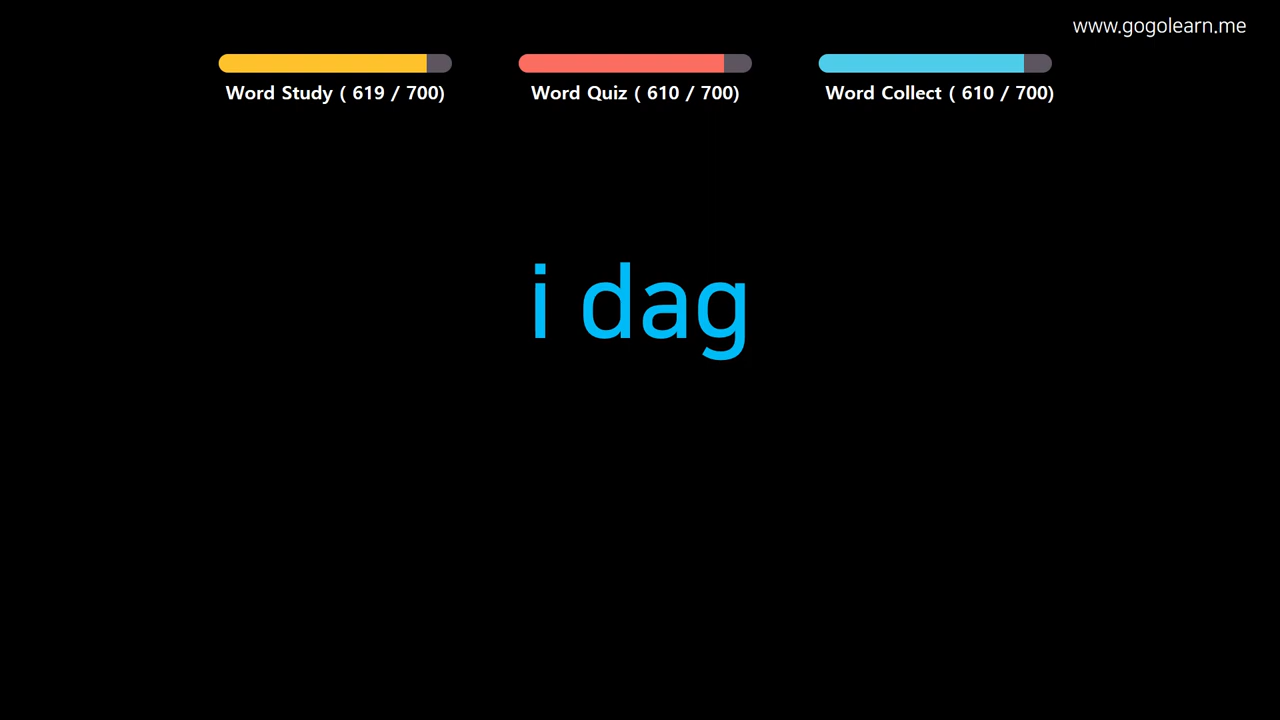 www.gogolearn.me
Word Study ( 619 / 700)
Word Quiz ( 610 / 700)
Word Collect ( 610 / 700)
i dag